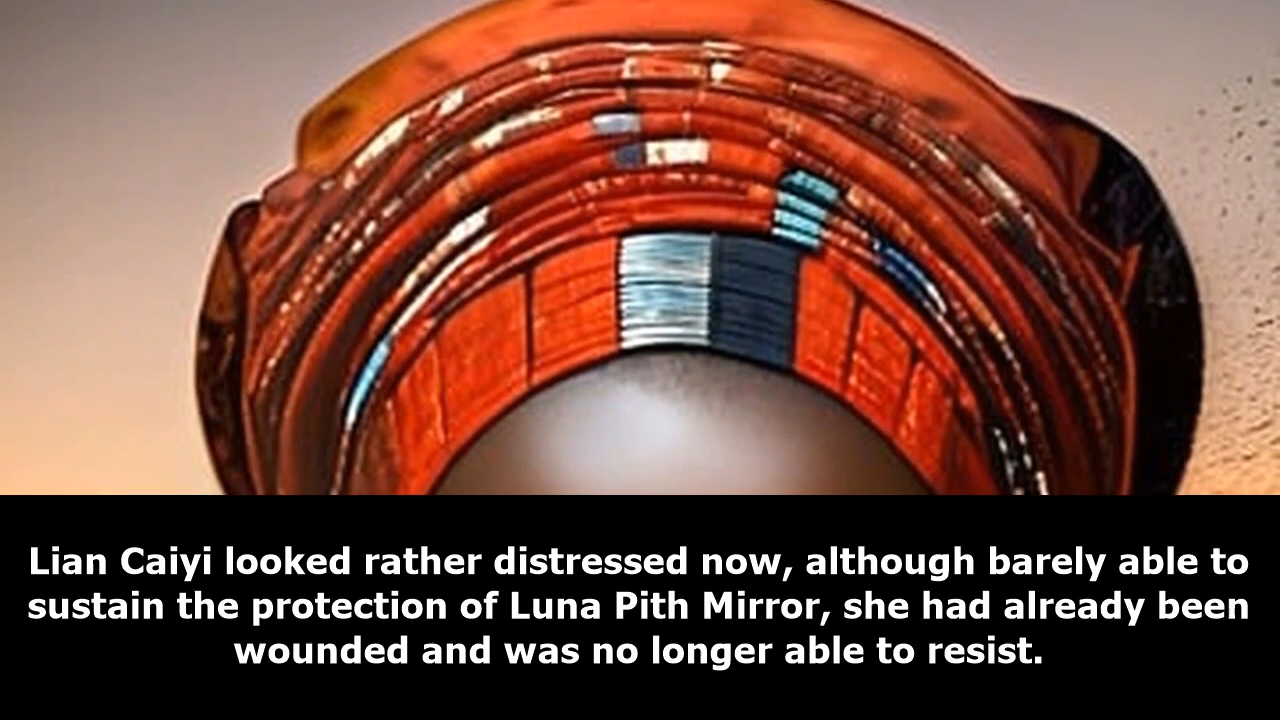 Lian Caiyi looked rather distressed now, although barely able to
sustain the protection of Luna Pith Mirror, she had already been
wounded and was no longer able to resist.